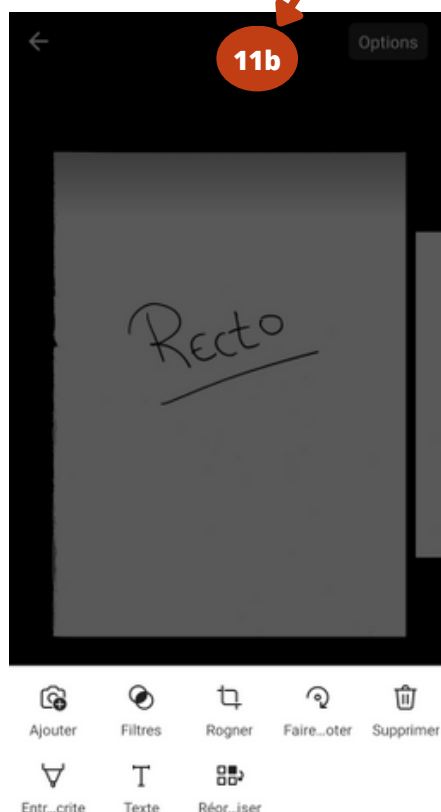 11b
Options
Recto
Ajouter Filtres Rogner Faire...oter Supprimer
Entr...crite Texte Réor...iser